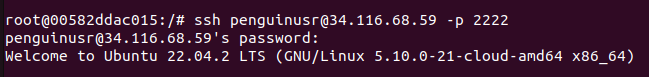 root@00582ddac015:/# ssh penguinusr@34.116.68.59 -p 2222
penguinusr@34.116.68.59's password:
Welcome to Ubuntu 22.04.2 LTS (GNU/Linux 5.10.0-21-cloud-amd64 x86_64)